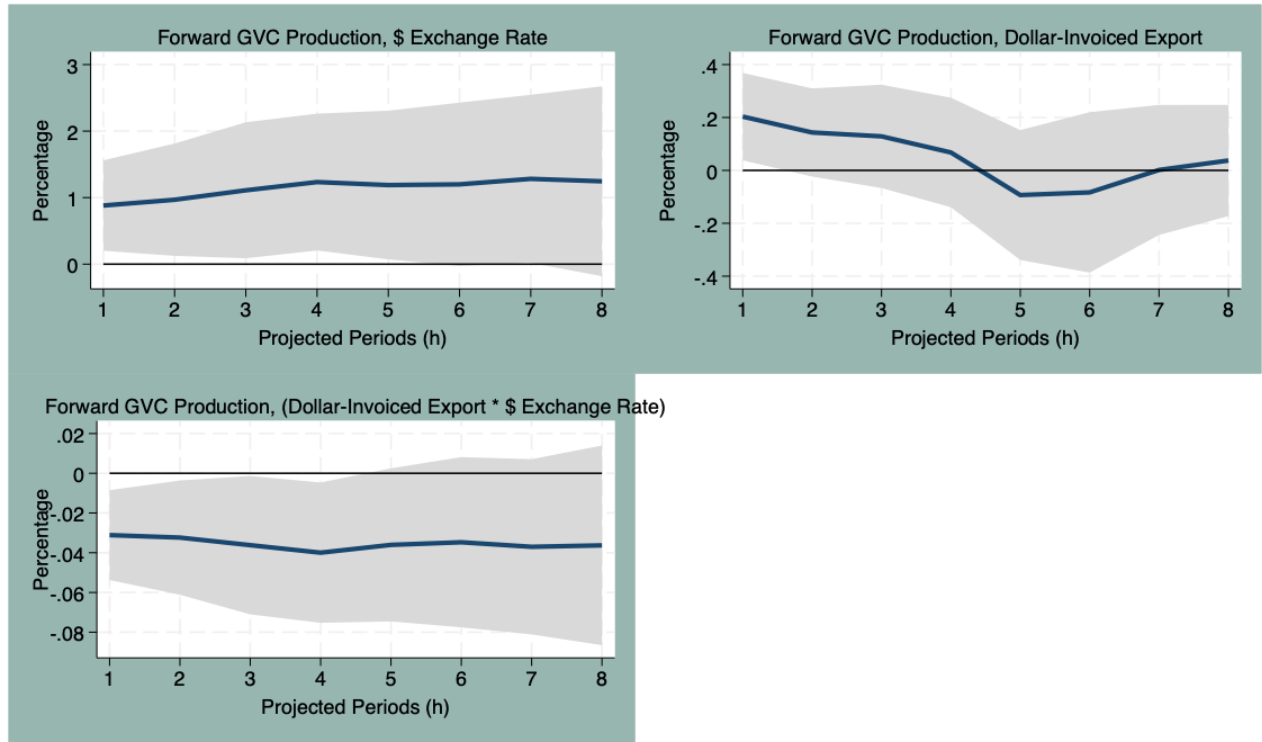 Forward GVC Production, $ Exchange Rate
3
2
1
0
Percentage
1 2 3 4 5 6 7 8
Projected Periods (h)
Forward GVC Production, Dollar-Invoiced Export
.4
.2
0
-.2
-.4
Percentage
1 2 3 4 5 6 7 8
Projected Periods (h)
Forward GVC Production, (Dollar-Invoiced Export * $ Exchange Rate)
.02
0
-.02
-.04
-.06
-.08
Percentage
1 2 3 4 5 6 7 8
Projected Periods (h)